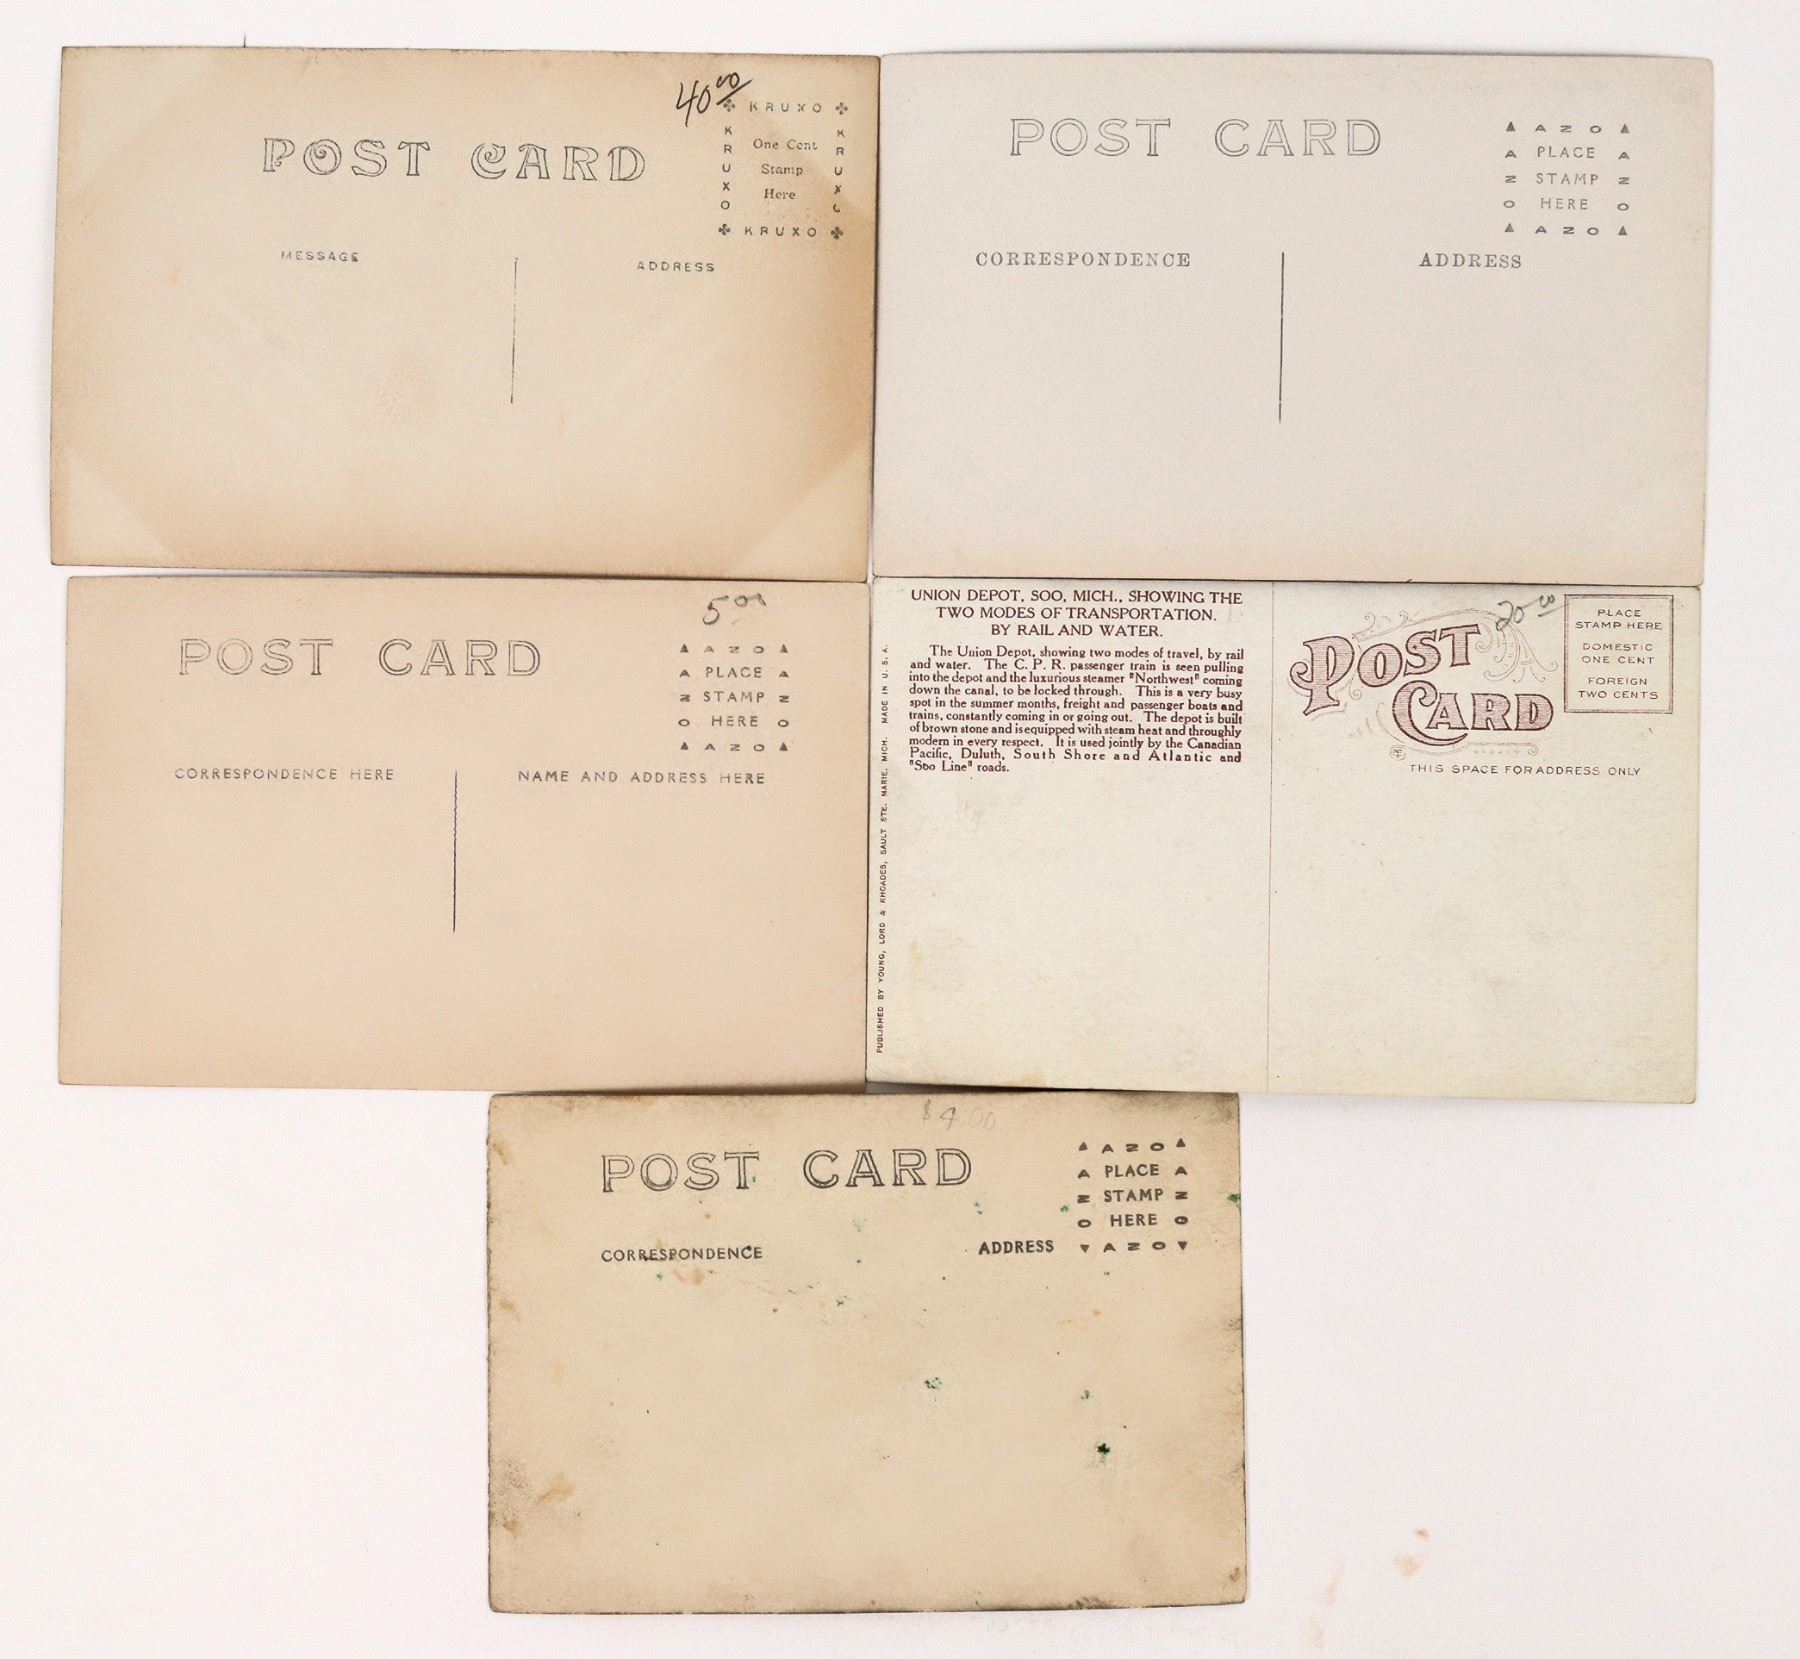 40 00
POST CARD
KRUXO
KRUXO
KRUXO
One Cent
Stamp
Here
KRUXO
MESSAGE
ADDRESS
POST CARD
AZO
AZO
AZO
PLACE
STAMP
HERE
AZO
CORRESPONDENCE
ADDRESS
5 00
POST CARD
AZO
AZO
AZO
PLACE
STAMP
HERE
AZO
CORRESPONDENCE HERE
NAME AND ADDRESS HERE
UNION DEPOT, SOO, MICH., SHOWING THE
TWO MODES OF TRANSPORTATION.
BY RAIL AND WATER.
The Union Depot, showing two modes of travel, by rail
and water. The C. P. R. passenger train is seen pulling
into the depot and the luxurious steamer "Northwest" coming
down the canal, to be locked through. This is a very busy
spot in the summer months, freight and passenger boats and
trains, constantly coming in or going out. The depot is built
of brown stone and is equipped with steam heat and throughly
modern in every respect. It is used jointly by the Canadian
Pacific, Duluth, South Shore and Atlantic and
"Soo Line" roads.
PUBLISHED BY YOUNG, LORD & RHOADES, SAULT STE. MARIE, MICH. MADE IN U. S. A.
20 00
POST
CARD
PLACE
STAMP HERE
DOMESTIC
ONE CENT
FOREIGN
TWO CENTS
THIS SPACE FOR ADDRESS ONLY
$4.00
POST CARD
AZO
AZO
AZO
PLACE
STAMP
HERE
AZO
CORRESPONDENCE
ADDRESS